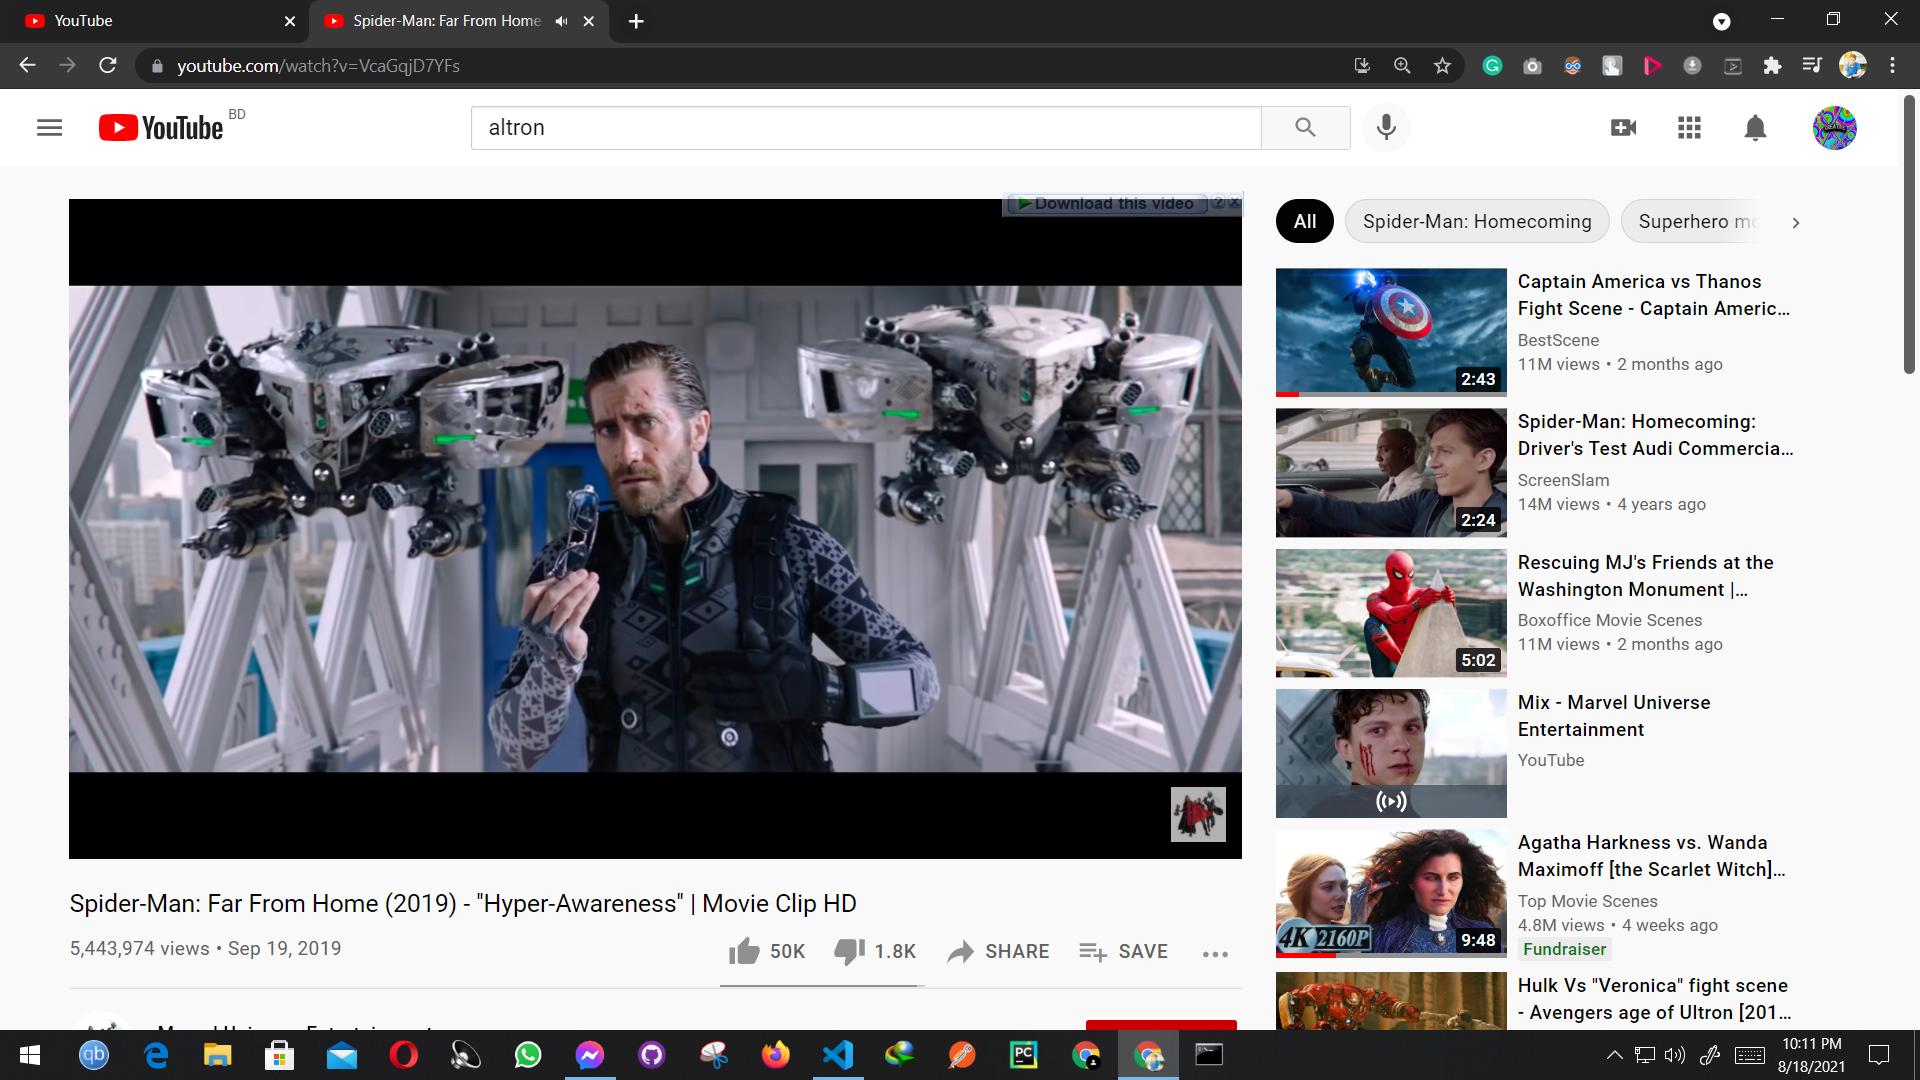 YouTube
Spider-Man: Far From Home
youtube.com/watch?v=VcaGqjD7YFs
YouTube BD
altron
Download this video
All
Spider-Man: Homecoming
Superhero
Spider-Man: Far From Home (2019) - "Hyper-Awareness" | Movie Clip HD
5,443,974 views • Sep 19, 2019
50K
1.8K
SHARE
SAVE
Captain America vs Thanos
Fight Scene - Captain Americ...
BestScene
11M views • 2 months ago
2:43
Spider-Man: Homecoming:
Driver's Test Audi Commercia...
ScreenSlam
14M views • 4 years ago
2:24
Rescuing MJ's Friends at the
Washington Monument |...
Boxoffice Movie Scenes
11M views • 2 months ago
5:02
Mix - Marvel Universe
Entertainment
YouTube
Agatha Harkness vs. Wanda
Maximoff [the Scarlet Witch]...
Top Movie Scenes
4.8M views • 4 weeks ago
Fundraiser
4K 2160P
9:48
Hulk Vs "Veronica" fight scene
- Avengers age of Ultron [201...
qb
PC
10:11 PM
8/18/2021